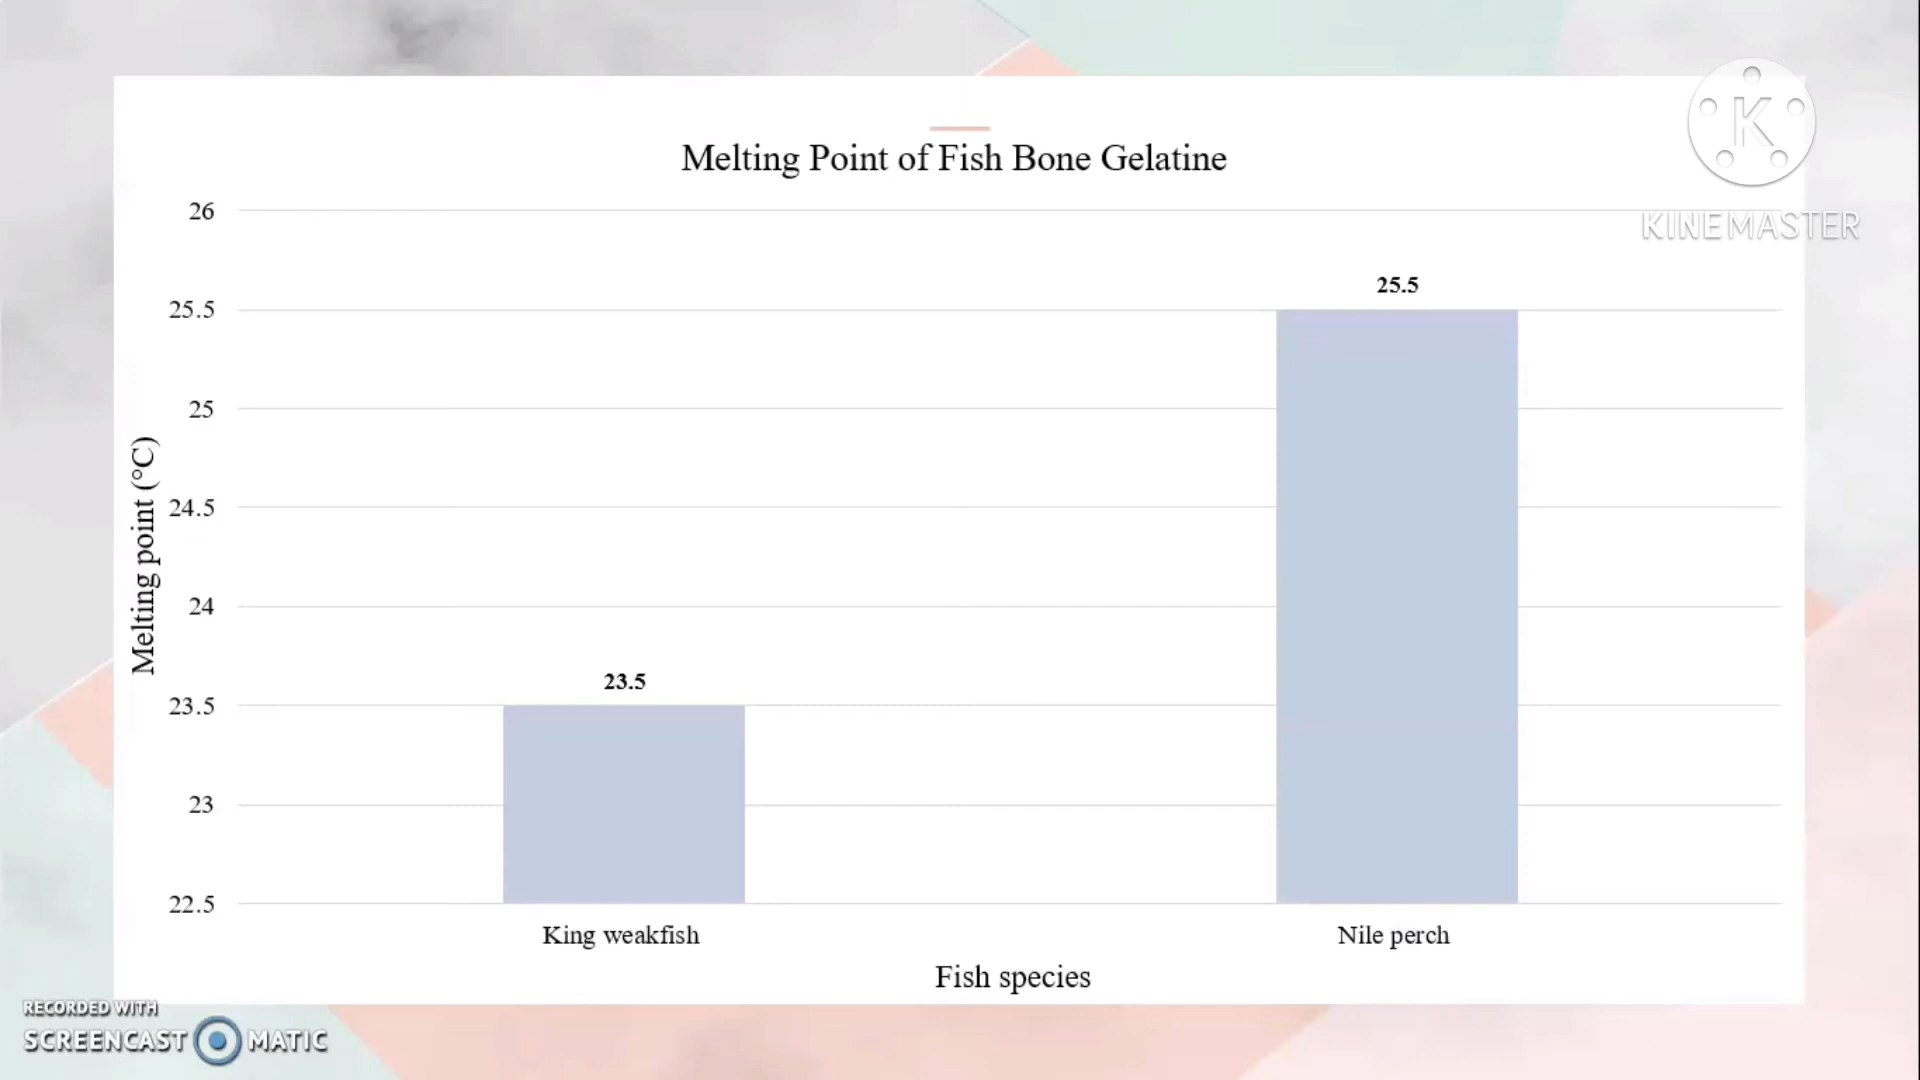 Melting Point of Fish Bone Gelatine
K
KINEMASTER
26
25.5
25
24.5
24
23.5
23
22.5
Melting point (°C)
25.5
23.5
King weakfish
Nile perch
Fish species
RECORDED WITH
SCREENCAST MATIC